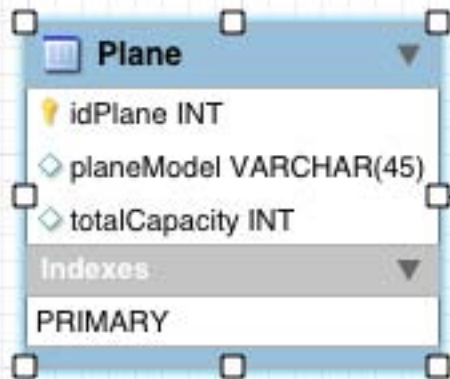 Plane
idPlane INT
planeModel VARCHAR(45)
totalCapacity INT
Indexes
PRIMARY